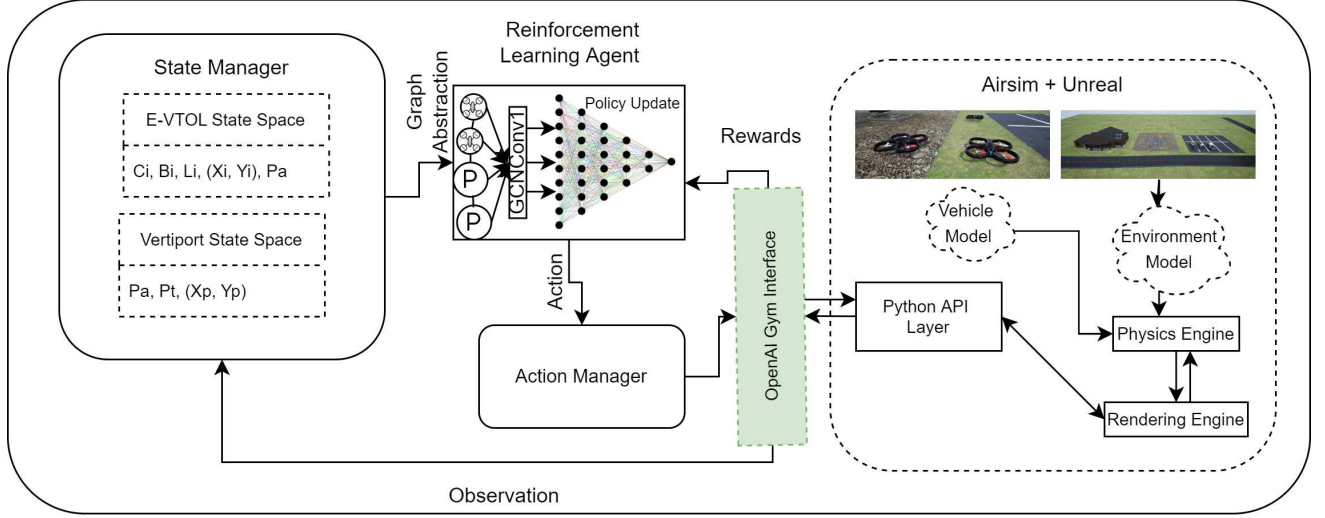 State Manager
E-VTOL State Space
Ci, Bi, Li, (Xi, Yi), Pa
Vertiport State Space
Pa, Pt, (Xp, Yp)
Graph
Abstraction
Reinforcement
Learning Agent
Policy Update
P
P
GCNConv1
Action
Action Manager
Rewards
OpenAI Gym Interface
Observation
Airsim + Unreal
Vehicle
Model
Environment
Model
Python API
Layer
Physics Engine
Rendering Engine